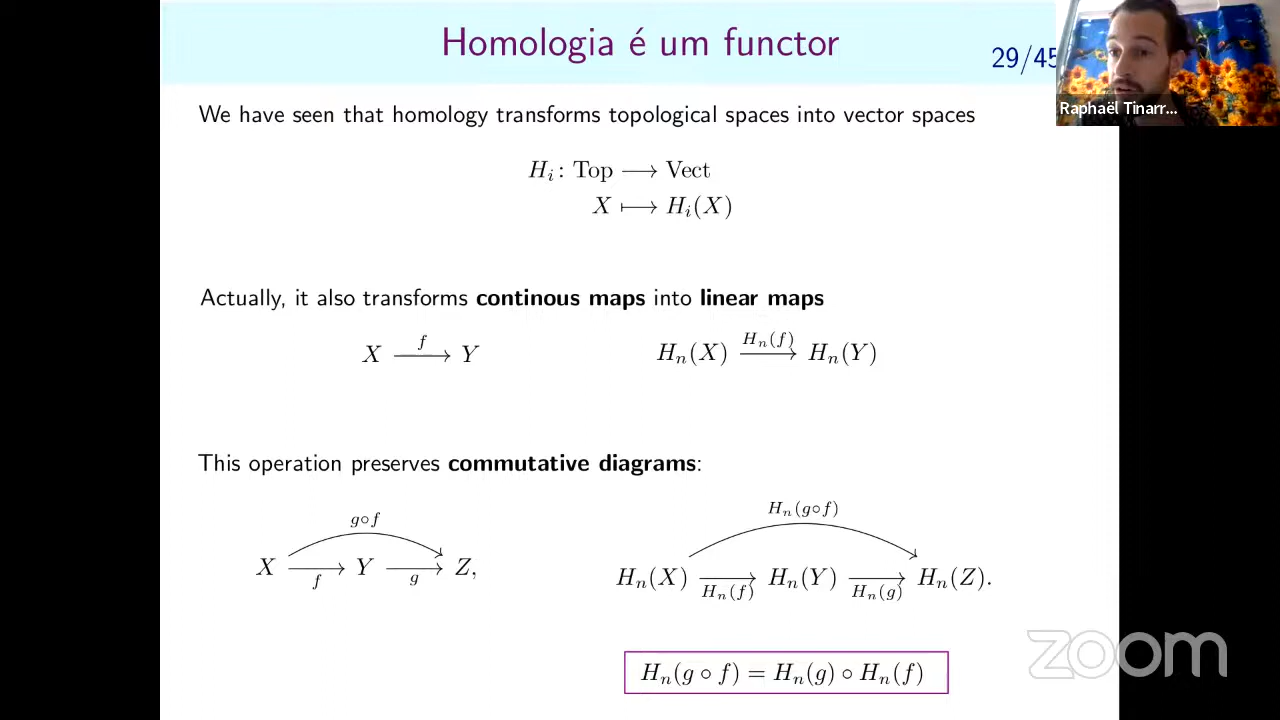 Homologia é um functor
29/45
Raphaël Tinarr...
We have seen that homology transforms topological spaces into vector spaces
H_i : Top ⟶ Vect
X ⟼ H_i(X)
Actually, it also transforms continous maps into linear maps
X —f→ Y
H_n(X) —H_n(f)→ H_n(Y)
This operation preserves commutative diagrams:
g∘f
X —f→ Y —g→ Z,
H_n(g∘f)
H_n(X) —H_n(f)→ H_n(Y) —H_n(g)→ H_n(Z).
H_n(g ∘ f) = H_n(g) ∘ H_n(f)
zoom